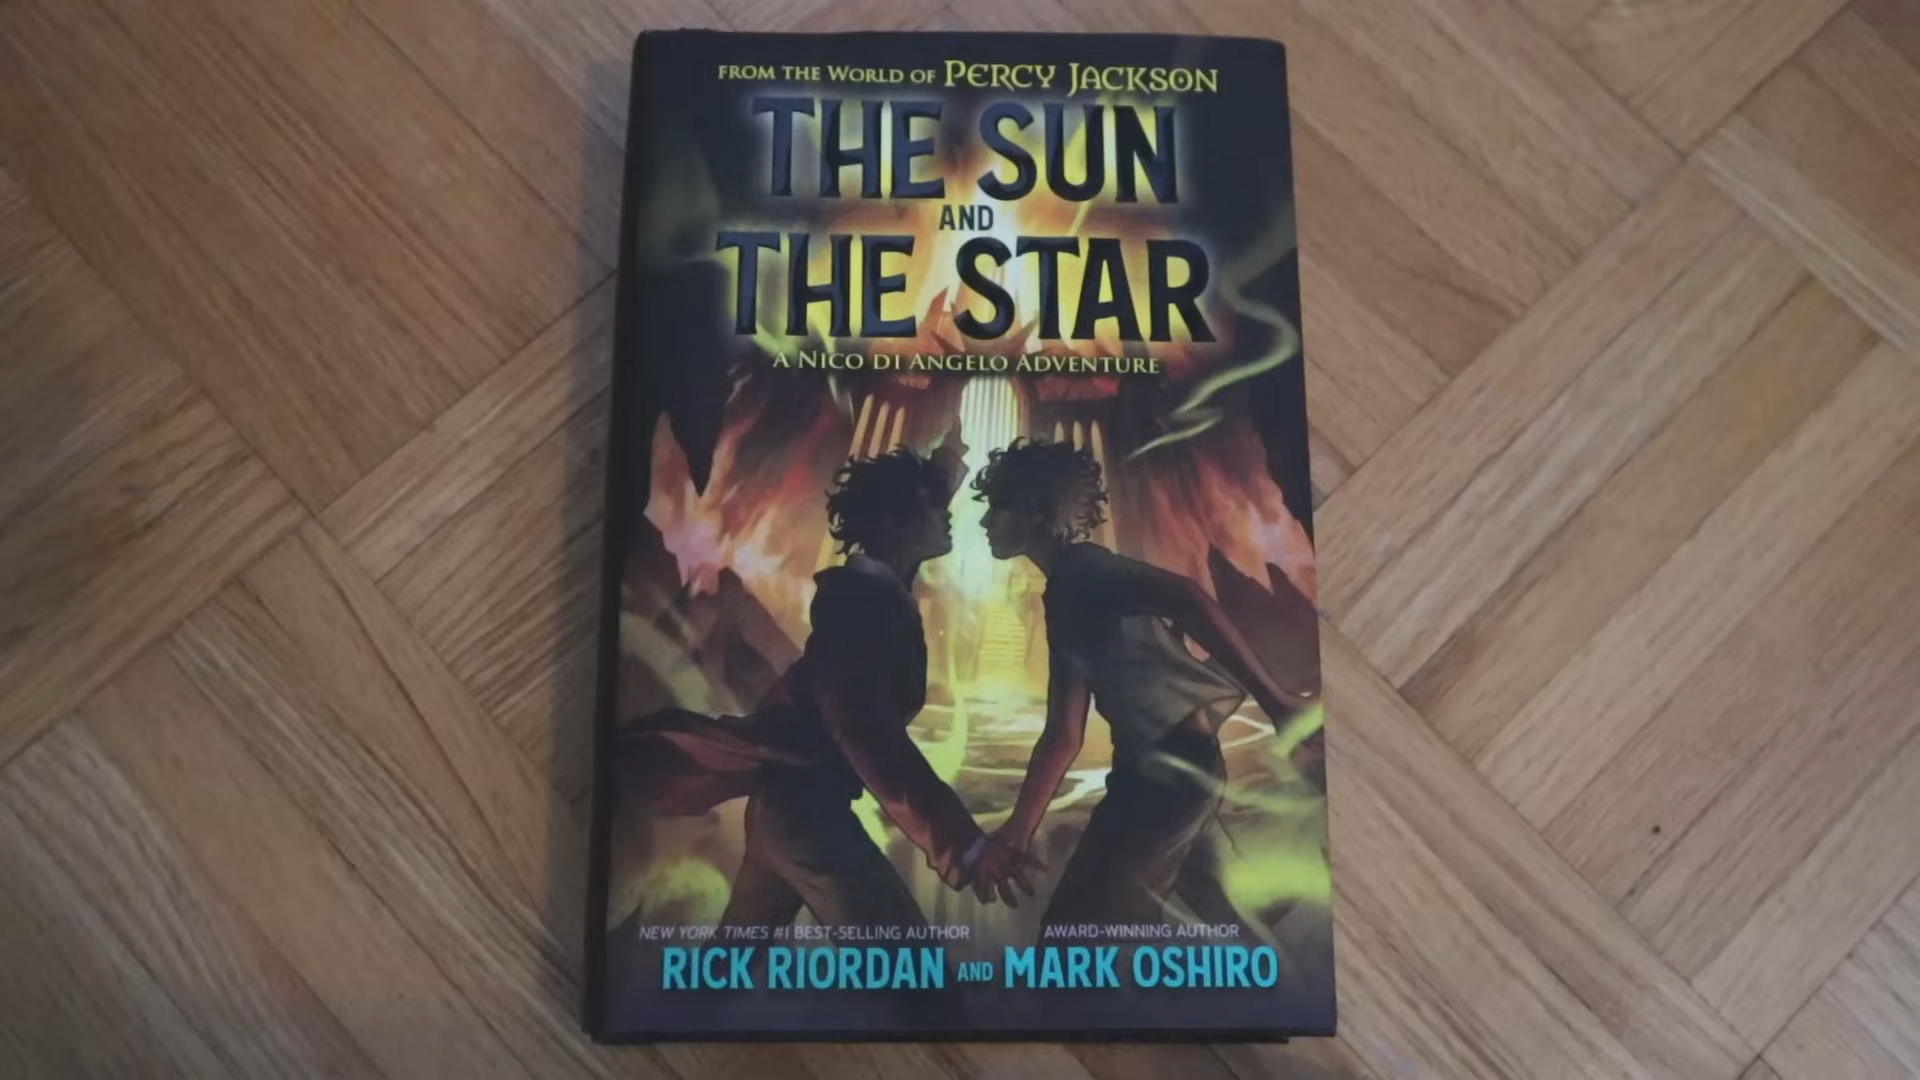 FROM THE WORLD OF PERCY JACKSON
THE SUN
AND
THE STAR
A NICO DI ANGELO ADVENTURE
NEW YORK TIMES #1 BEST-SELLING AUTHOR
RICK RIORDAN AND
AWARD-WINNING AUTHOR
MARK OSHIRO